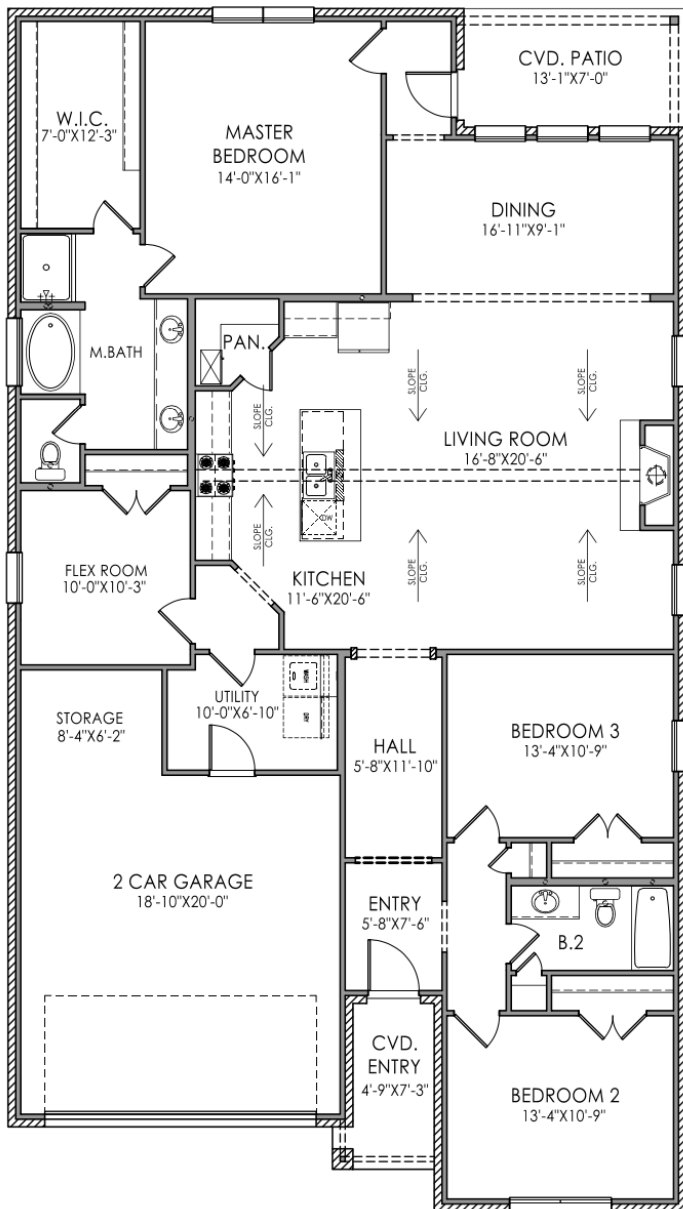 CVD. PATIO
13'-1"X7'-0"
W.I.C.
7'-0"X12'-3"
MASTER
BEDROOM
14'-0"X16'-1"
DINING
16'-11"X9'-1"
M.BATH
PAN.
SLOPE
CLG.
SLOPE
CLG.
SLOPE
CLG.
LIVING ROOM
16'-8"X20'-6"
DW
SLOPE
CLG.
SLOPE
CLG.
SLOPE
CLG.
FLEX ROOM
10'-0"X10'-3"
KITCHEN
11'-6"X20'-6"
UTILITY
10'-0"X6'-10"
WASH
DRY
STORAGE
8'-4"X6'-2"
HALL
5'-8"X11'-10"
BEDROOM 3
13'-4"X10'-9"
2 CAR GARAGE
18'-10"X20'-0"
ENTRY
5'-8"X7'-6"
B.2
CVD.
ENTRY
4'-9"X7'-3"
BEDROOM 2
13'-4"X10'-9"